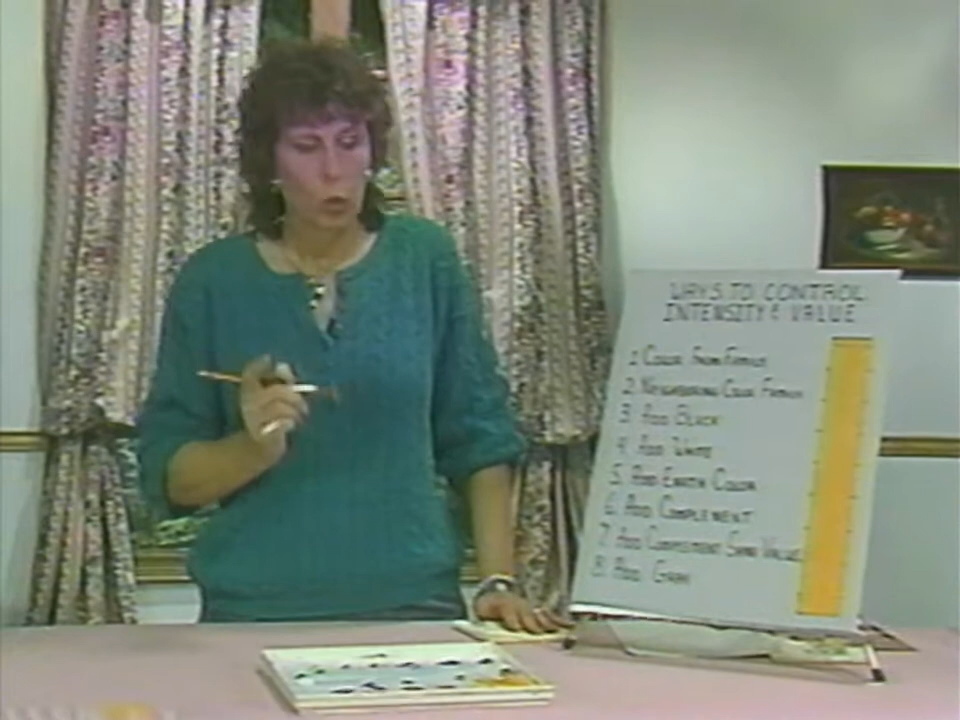 WAYS TO CONTROL
INTENSITY & VALUE
1 COLOR FROM FAMILY
2 NEIGHBORING COLOR FAMILY
3 ADD BLACK
4 ADD WHITE
5 ADD EARTH COLOR
6 ADD COMPLEMENT
7 ADD COMPLEMENT SAME VALUE
8 ADD GRAY